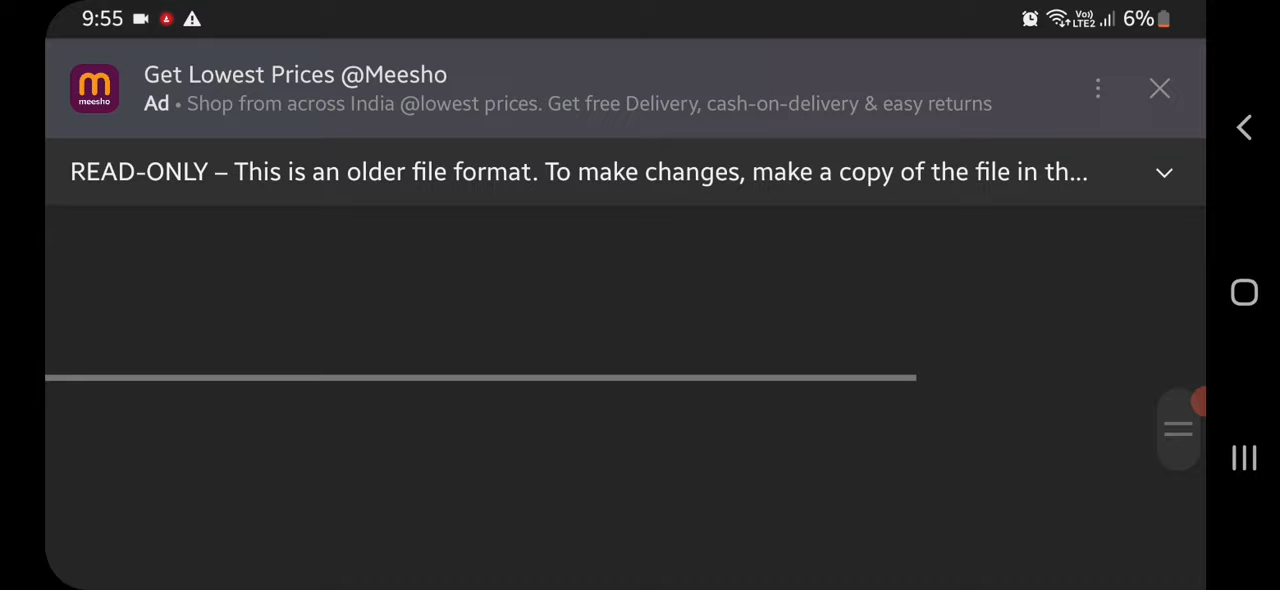 9:55
Vo)) LTE2 6%
Get Lowest Prices @Meesho
meesho
Ad • Shop from across India @lowest prices. Get free Delivery, cash-on-delivery & easy returns
READ-ONLY – This is an older file format. To make changes, make a copy of the file in th...